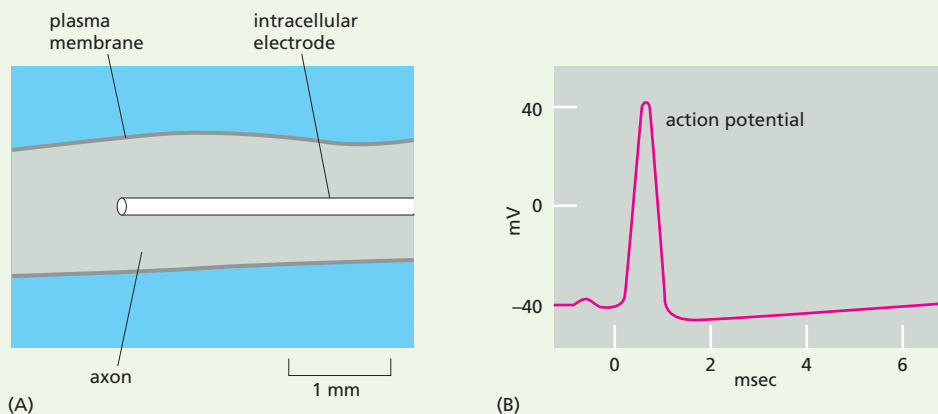 plasma
membrane
intracellular
electrode
axon
1 mm
(A)
40
0
–40
mV
action potential
0 2 4 6
msec
(B)